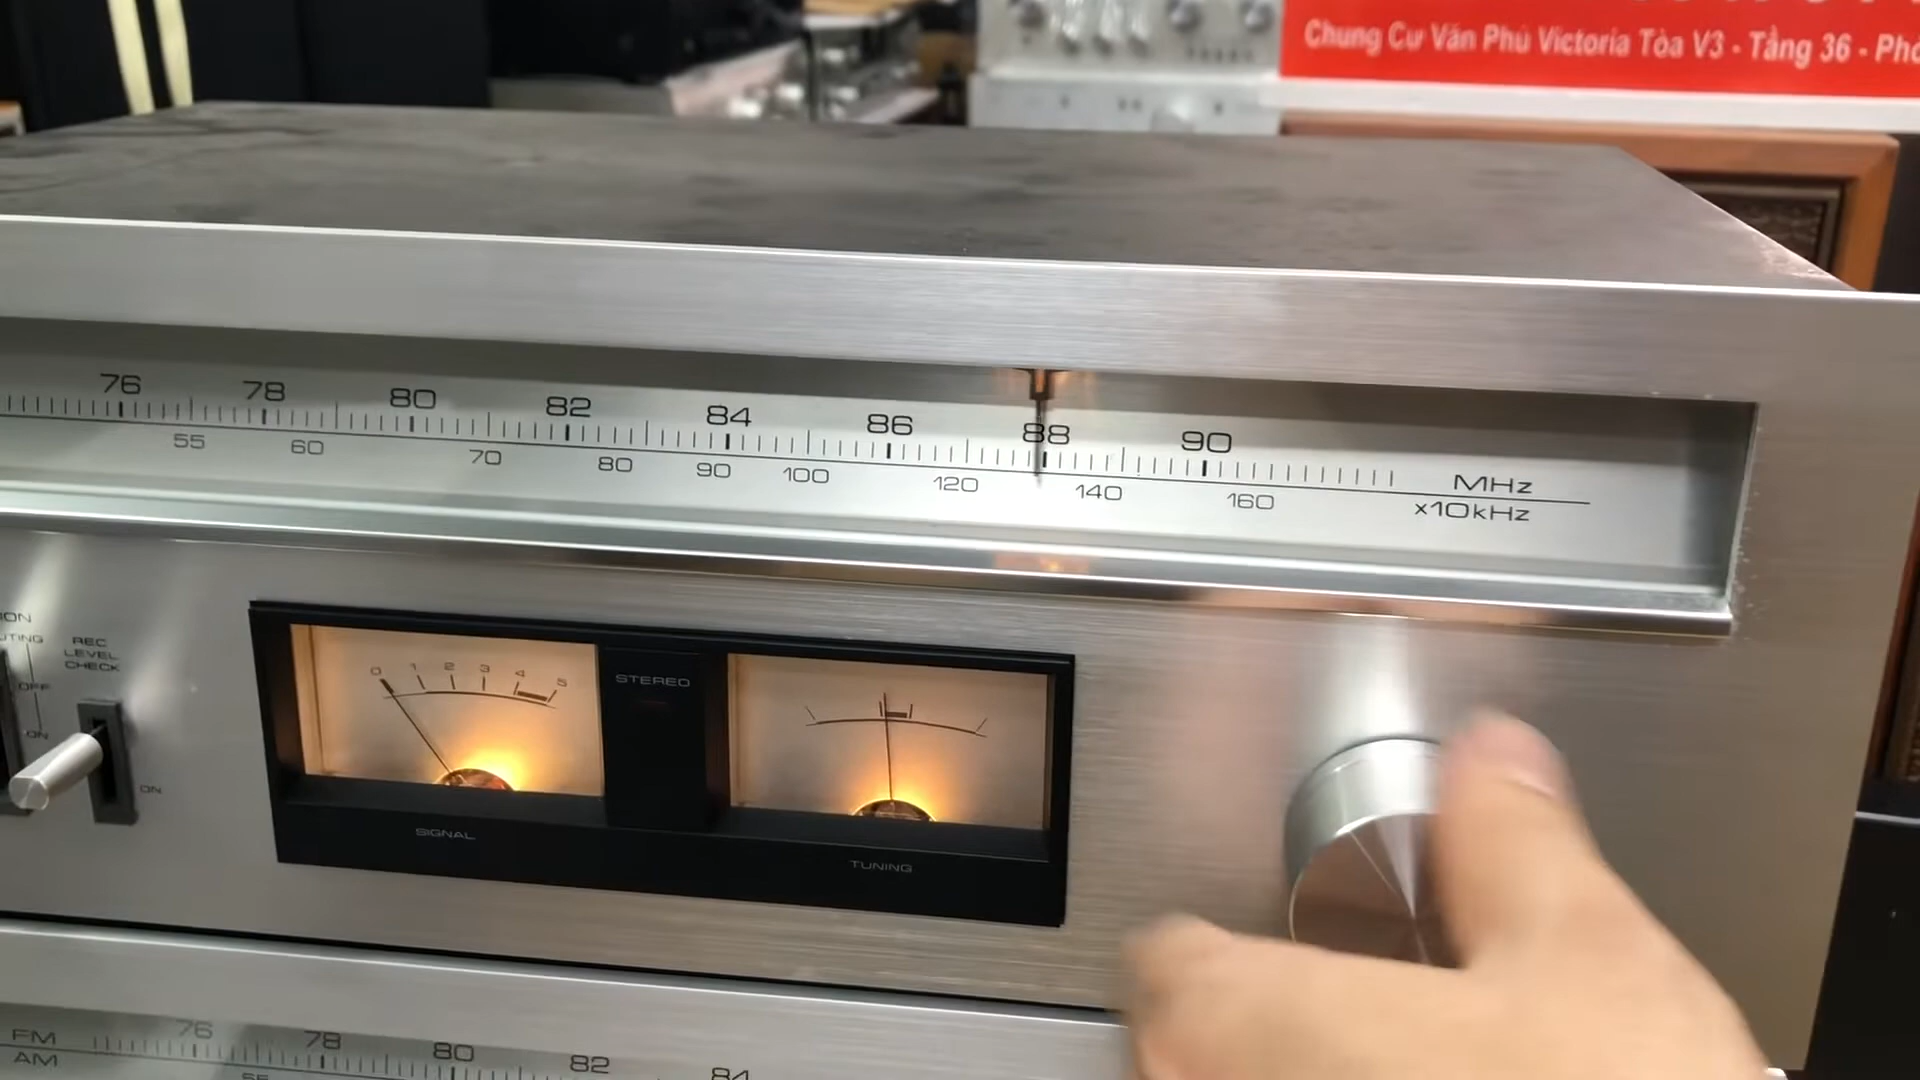 Chung Cư Văn Phú Victoria Tòa V3 - Tầng 36 - Phò
76 78 80 82 84 86 88 90 MHz
55 60 70 80 90 100 120 140 160 x10kHz
REC
LEVEL
CHECK
OFF
ON
ON
0 1 2 3 4 5
STEREO
SIGNAL
TUNING
FM 76 78 80 82 84
AM 55